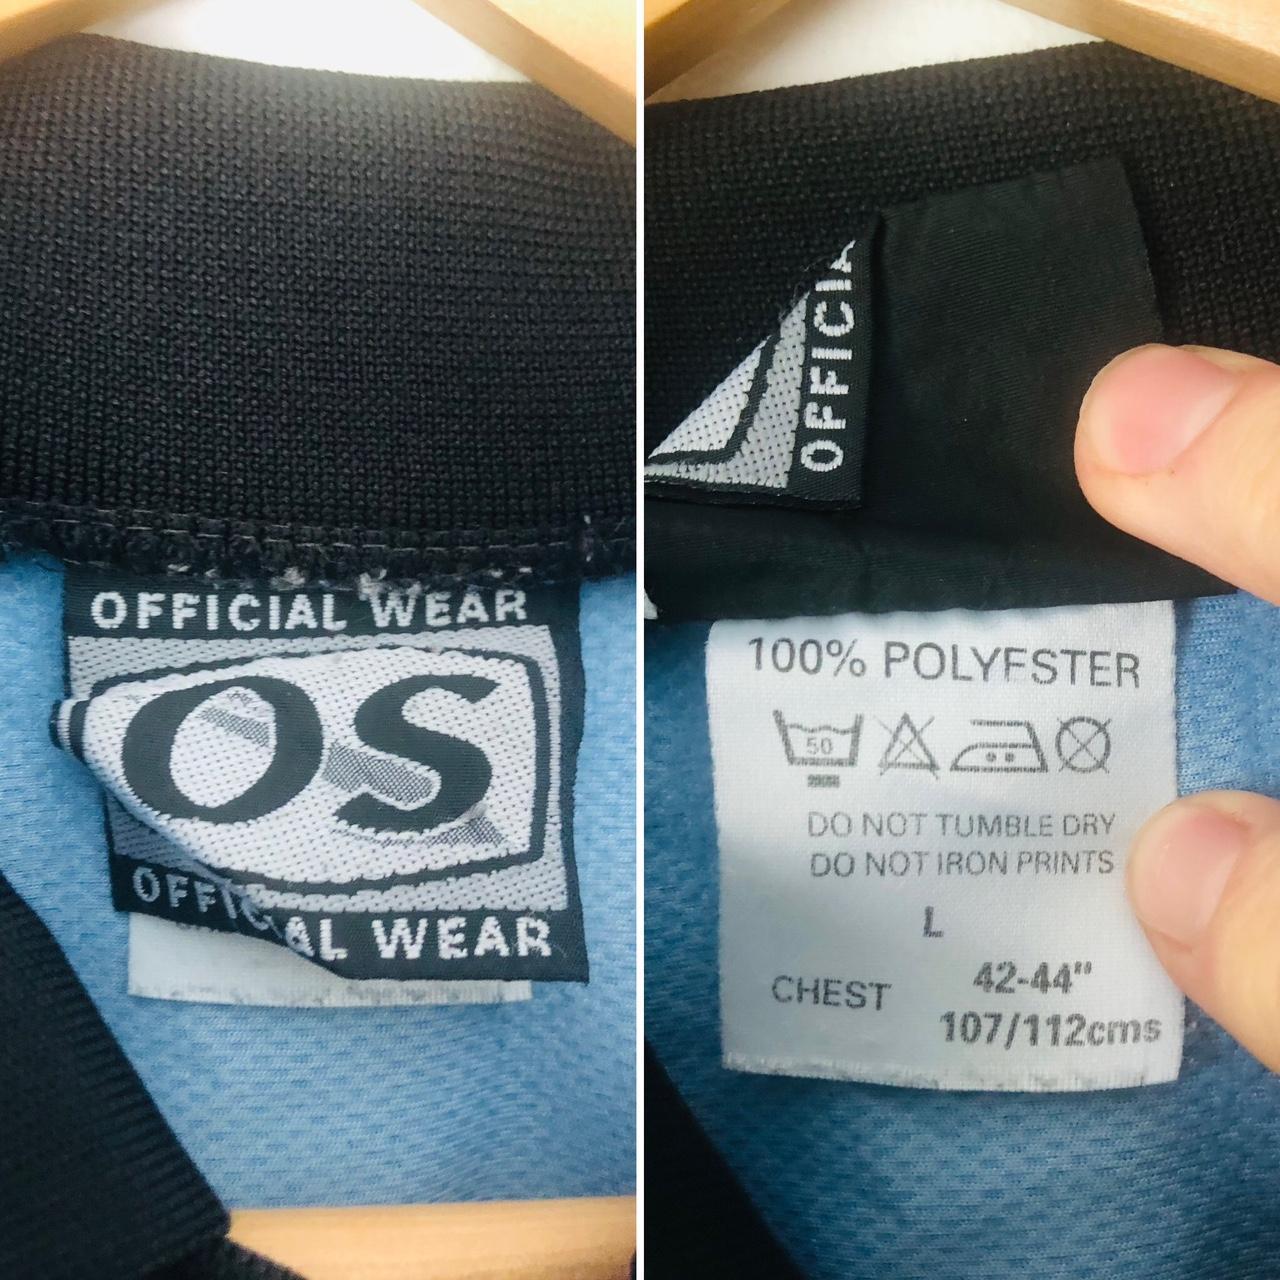 OFFICIAL WEAR
OS
OFFICIAL WEAR
OFFICIA
100% POLYESTER
50
DO NOT TUMBLE DRY
DO NOT IRON PRINTS
L
CHEST 42-44"
107/112cms